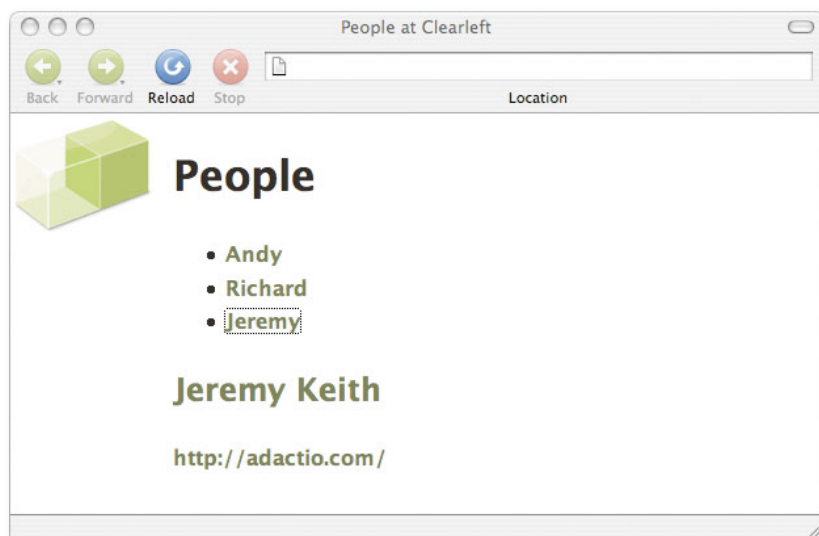 People at Clearleft
Back Forward Reload Stop Location
People
• Andy
• Richard
• Jeremy
Jeremy Keith
http://adactio.com/